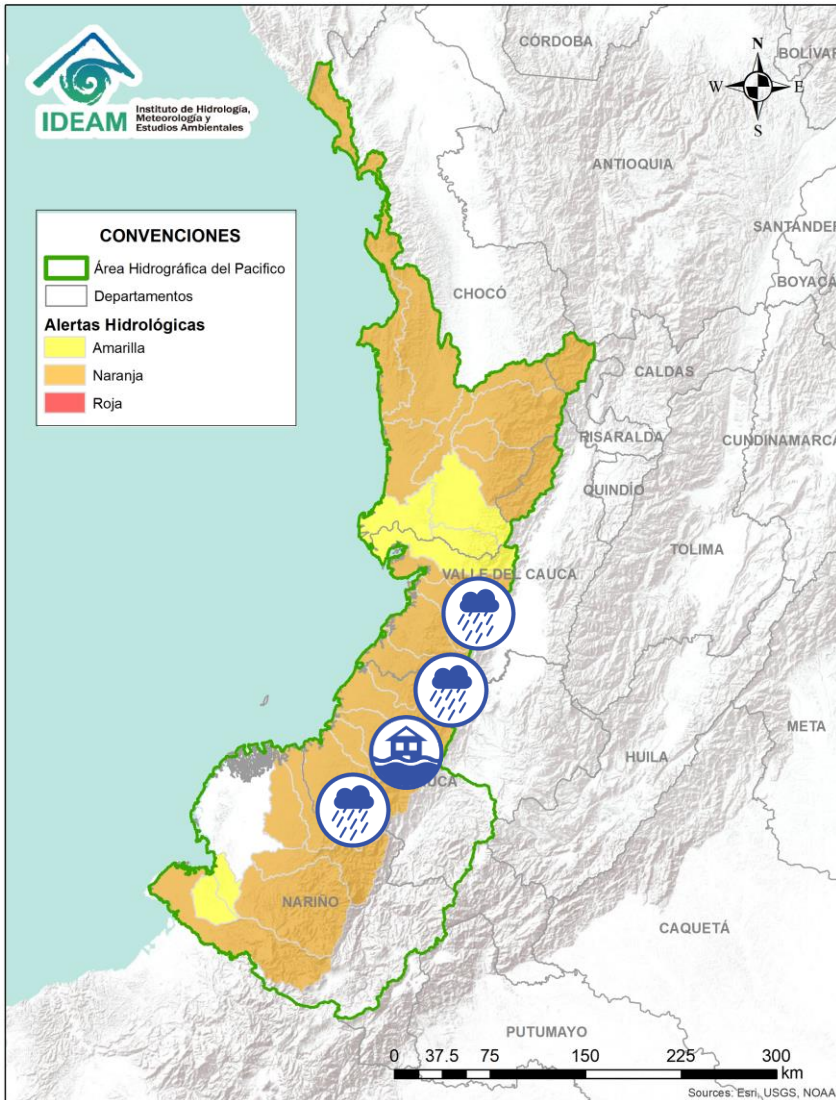 IDEAM
Instituto de Hidrología,
Meteorología y
Estudios Ambientales
CÓRDOBA
BOLÍVAR
N
W E
S
ANTIOQUIA
SANTANDER
BOYACÁ
CONVENCIONES
Área Hidrográfica del Pacifico
Departamentos
Alertas Hidrológicas
Amarilla
Naranja
Roja
CHOCÓ
CALDAS
RISARALDA
CUNDINAMARCA
QUINDÍO
TOLIMA
VALLE DEL CAUCA
META
HUILA
AUCA
NARIÑO
CAQUETÁ
PUTUMAYO
0 37.5 75 150 225 300
km
Sources: Esri, USGS, NOAA